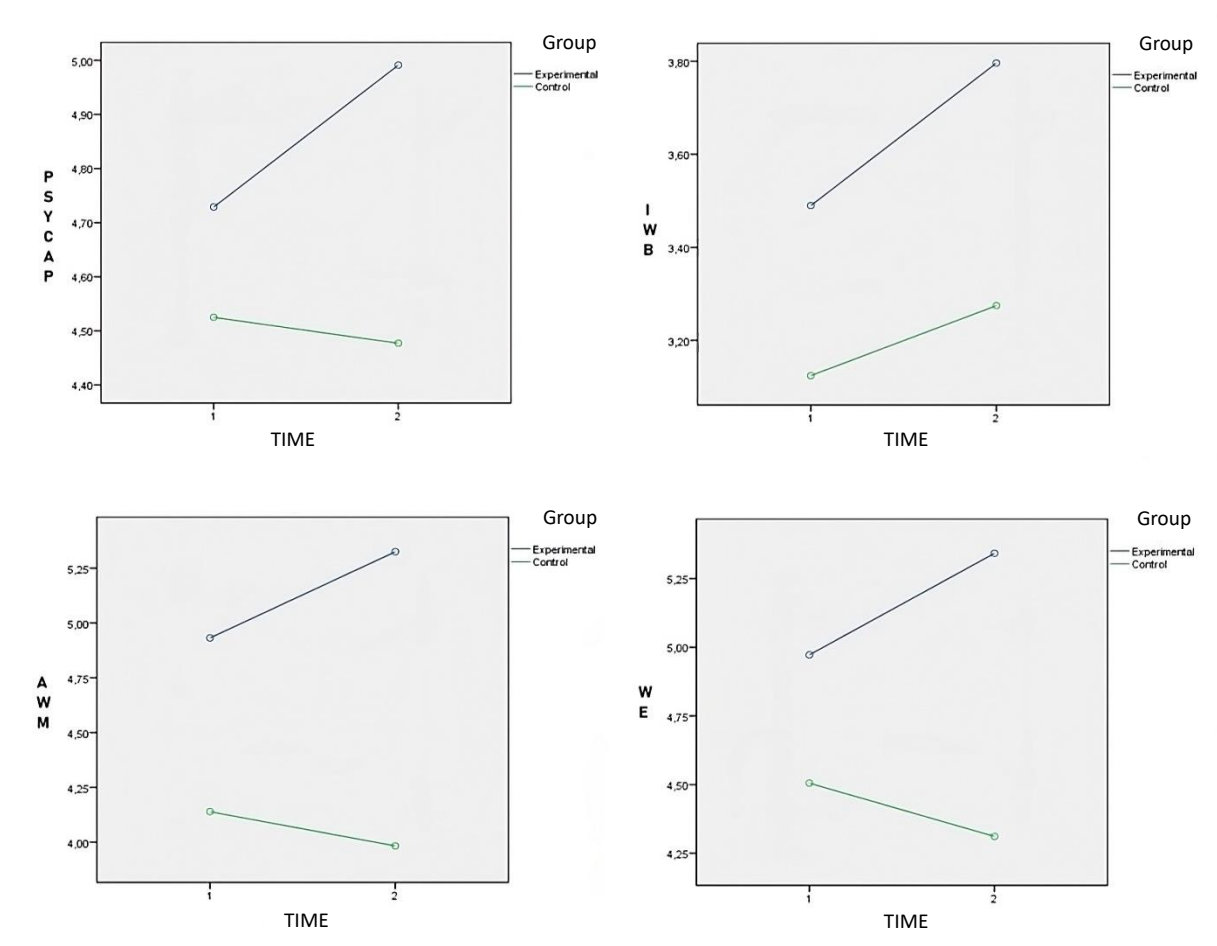 Group
Experimental
Control
5,00
4,90
4,80
4,70
4,60
4,50
4,40
P
S
Y
C
A
P
1
2
TIME
Group
Experimental
Control
3,80
3,60
3,40
3,20
I
W
B
1
2
TIME
Group
Experimental
Control
5,25
5,00
4,75
4,50
4,25
4,00
A
W
M
1
2
TIME
Group
Experimental
Control
5,25
5,00
4,75
4,50
4,25
W
E
1
2
TIME